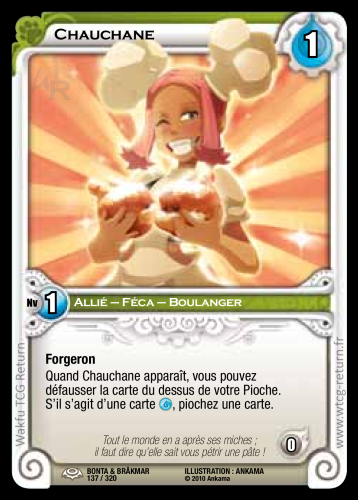 CHAUCHANE
1
Nv 1
ALLIÉ – FÉCA – BOULANGER
Forgeron
Quand Chauchane apparaît, vous pouvez
défausser la carte du dessus de votre Pioche.
S'il s'agit d'une carte , piochez une carte.
Tout le monde en a après ses miches ;
il faut dire qu'elle sait vous pétrir une pâte !
0
BONTA & BRÂKMAR
137 / 320
ILLUSTRATION : ANKAMA
© 2010 Ankama
Wakfu TCG Return
www.wtcg-return.fr